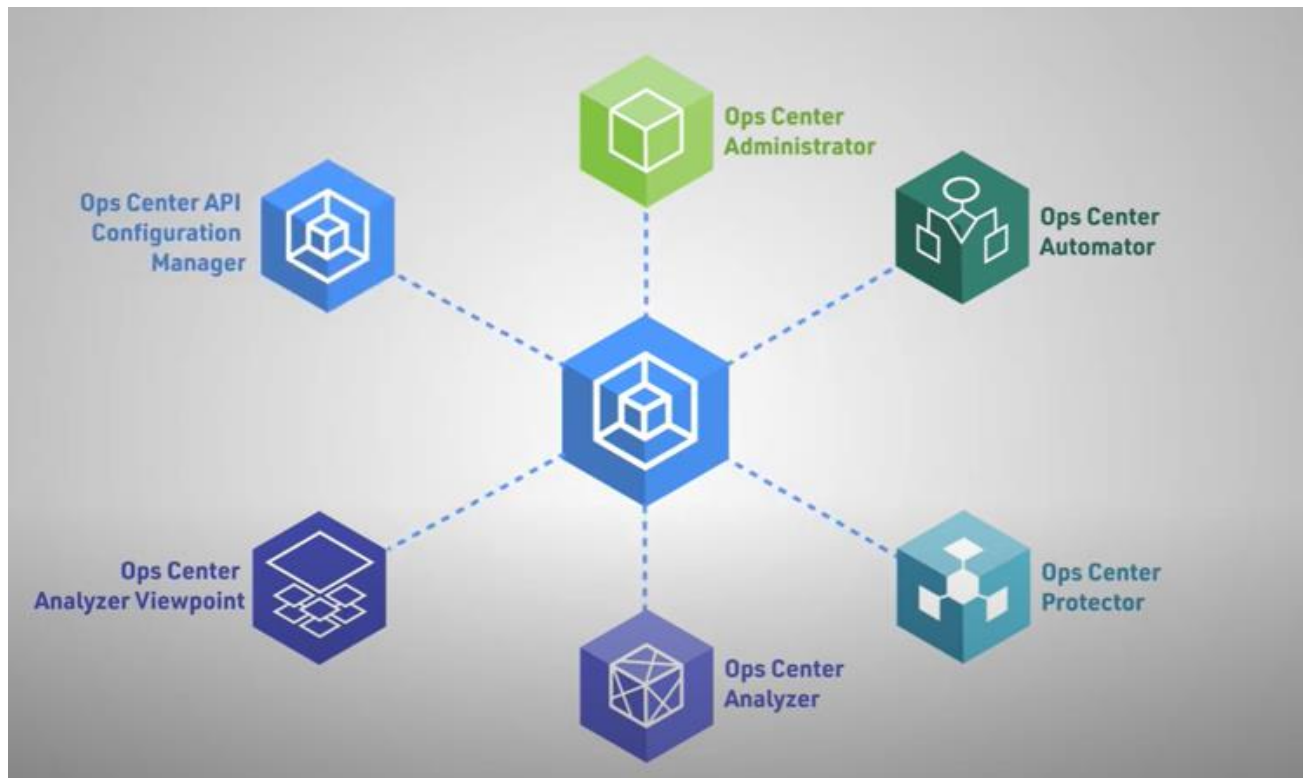 Ops Center
Administrator
Ops Center API
Configuration
Manager
Ops Center
Automator
Ops Center
Analyzer Viewpoint
Ops Center
Protector
Ops Center
Analyzer